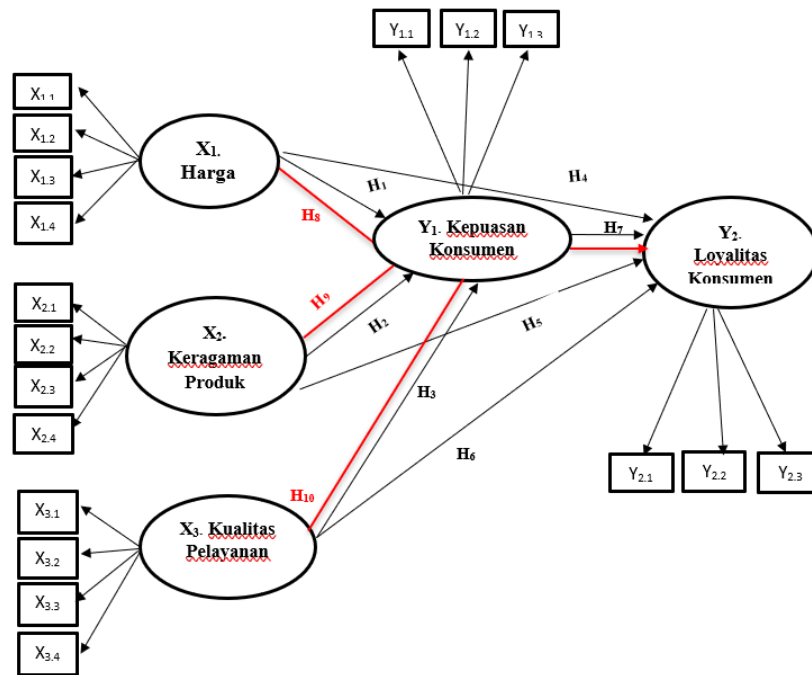 Y1.1
Y1.2
Y1.3
X1.1
X1.2
X1.3
X1.4
X1.
Harga
H1
H4
H8
Y1. Kepuasan
Konsumen
H7
Y2.
Loyalitas
Konsumen
X2.1
X2.2
X2.3
X2.4
X2.
Keragaman
Produk
H9
H2
H5
H3
H6
Y2.1
Y2.2
Y2.3
X3.1
X3.2
X3.3
X3.4
H10
X3. Kualitas
Pelayanan